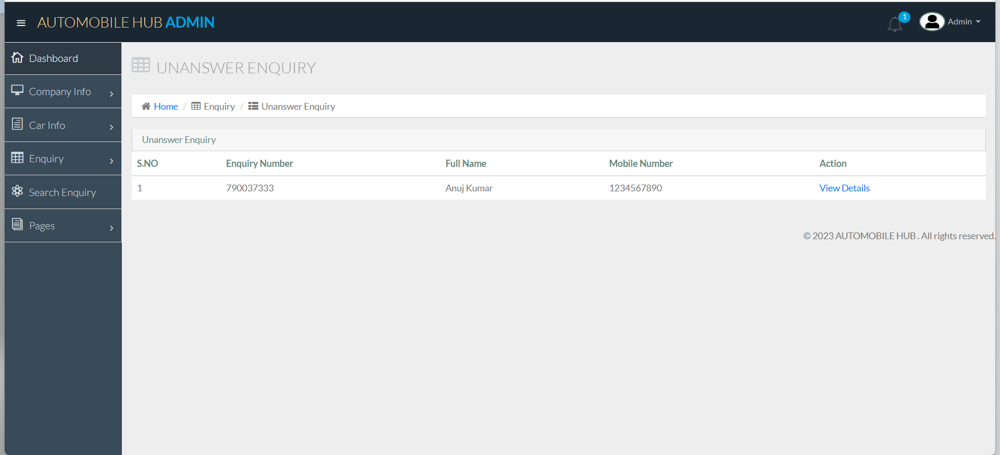 AUTOMOBILE HUB ADMIN
1
Admin
Dashboard
Company Info
Car Info
Enquiry
Search Enquiry
Pages
UNANSWER ENQUIRY
Home / Enquiry / Unanswer Enquiry
Unanswer Enquiry
S.NO Enquiry Number Full Name Mobile Number Action
1 790037333 Anuj Kumar 1234567890 View Details
© 2023 AUTOMOBILE HUB . All rights reserved.